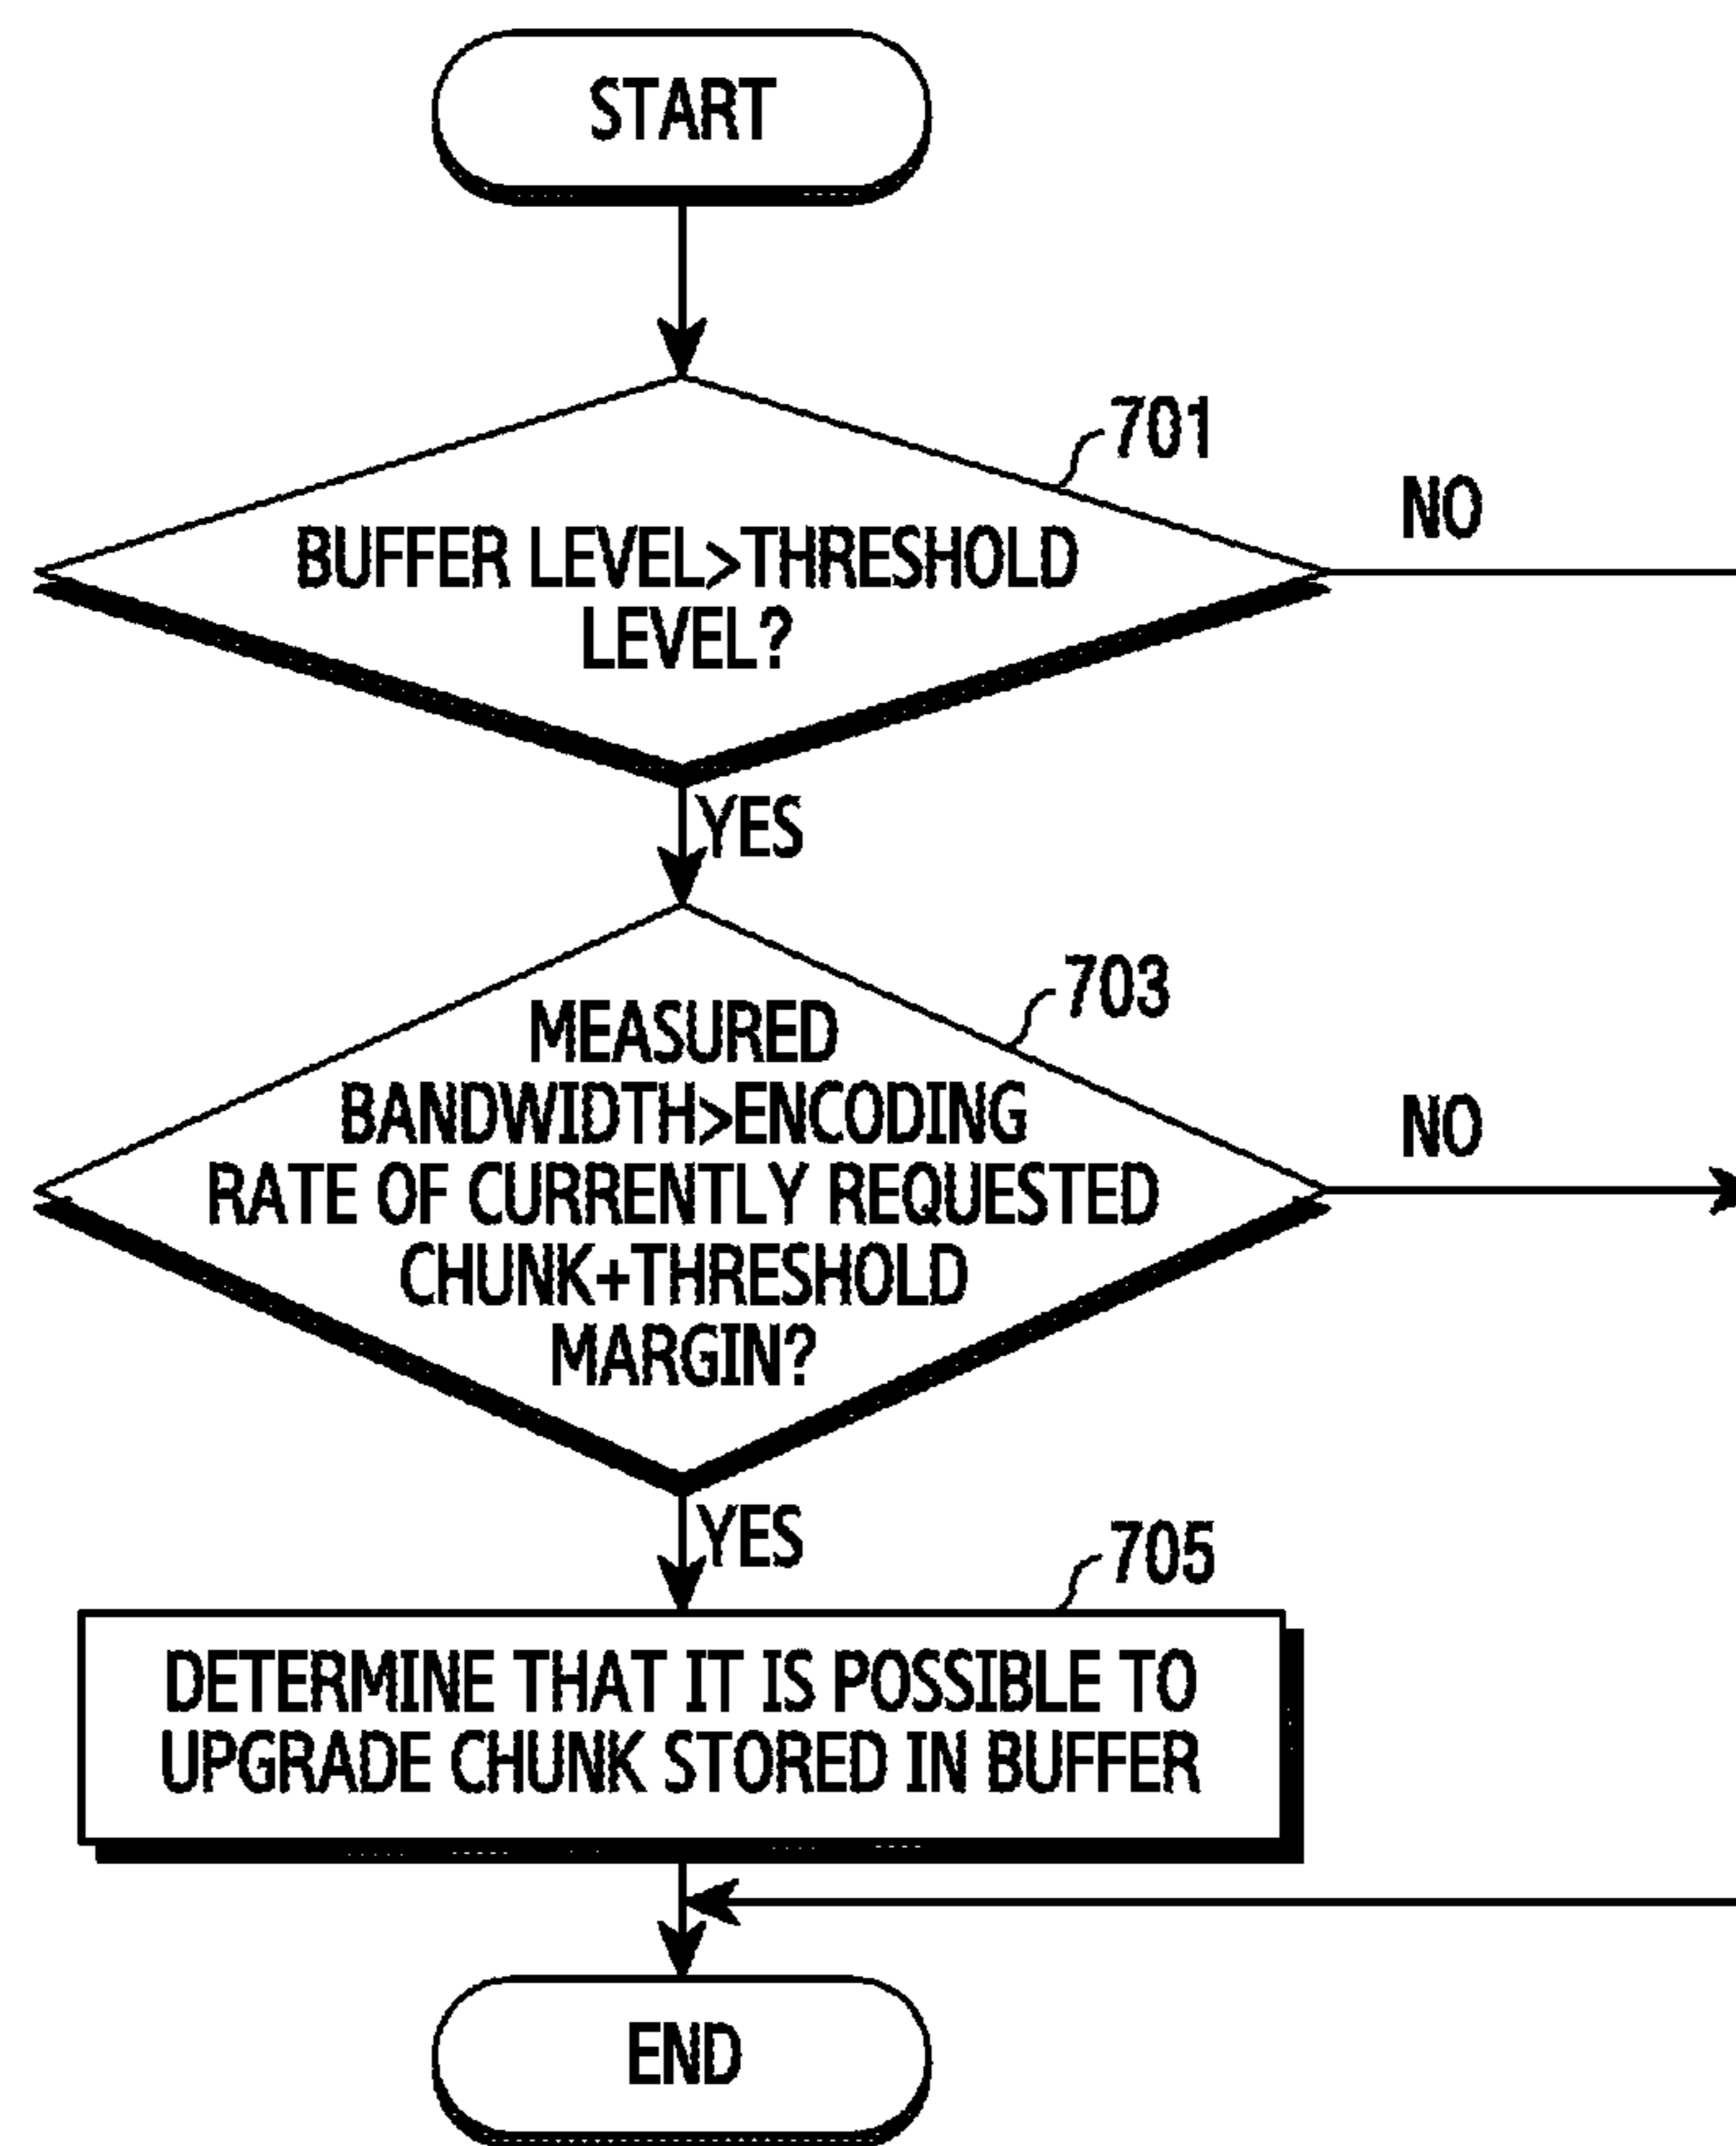 START
701
NO
BUFFER LEVEL>THRESHOLD
LEVEL?
YES
703
MEASURED
BANDWIDTH>ENCODING
NO
RATE OF CURRENTLY REQUESTED
CHUNK+THRESHOLD
MARGIN?
YES
705
DETERMINE THAT IT IS POSSIBLE TO
UPGRADE CHUNK STORED IN BUFFER
END